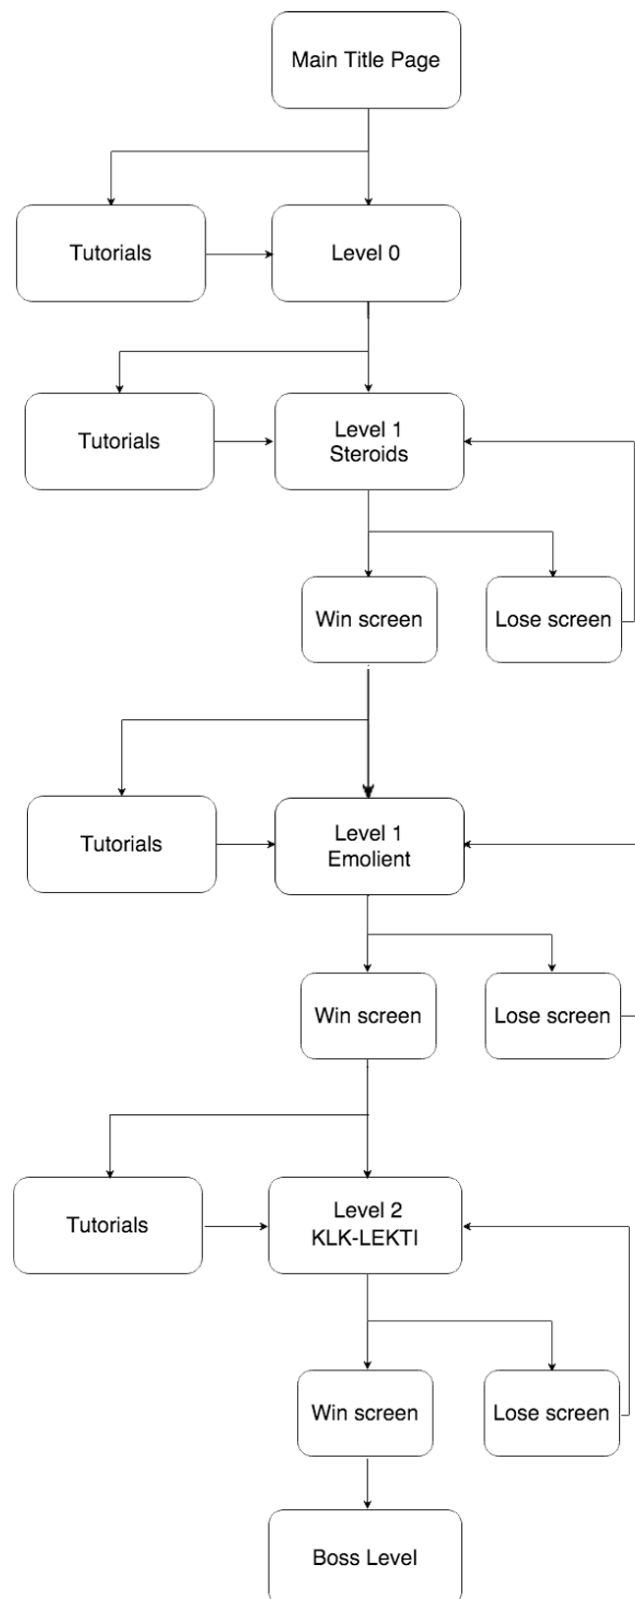 Main Title Page
Tutorials
Level 0
Tutorials
Level 1
Steroids
Win screen
Lose screen
Tutorials
Level 1
Emolient
Win screen
Lose screen
Tutorials
Level 2
KLK-LEKTI
Win screen
Lose screen
Boss Level